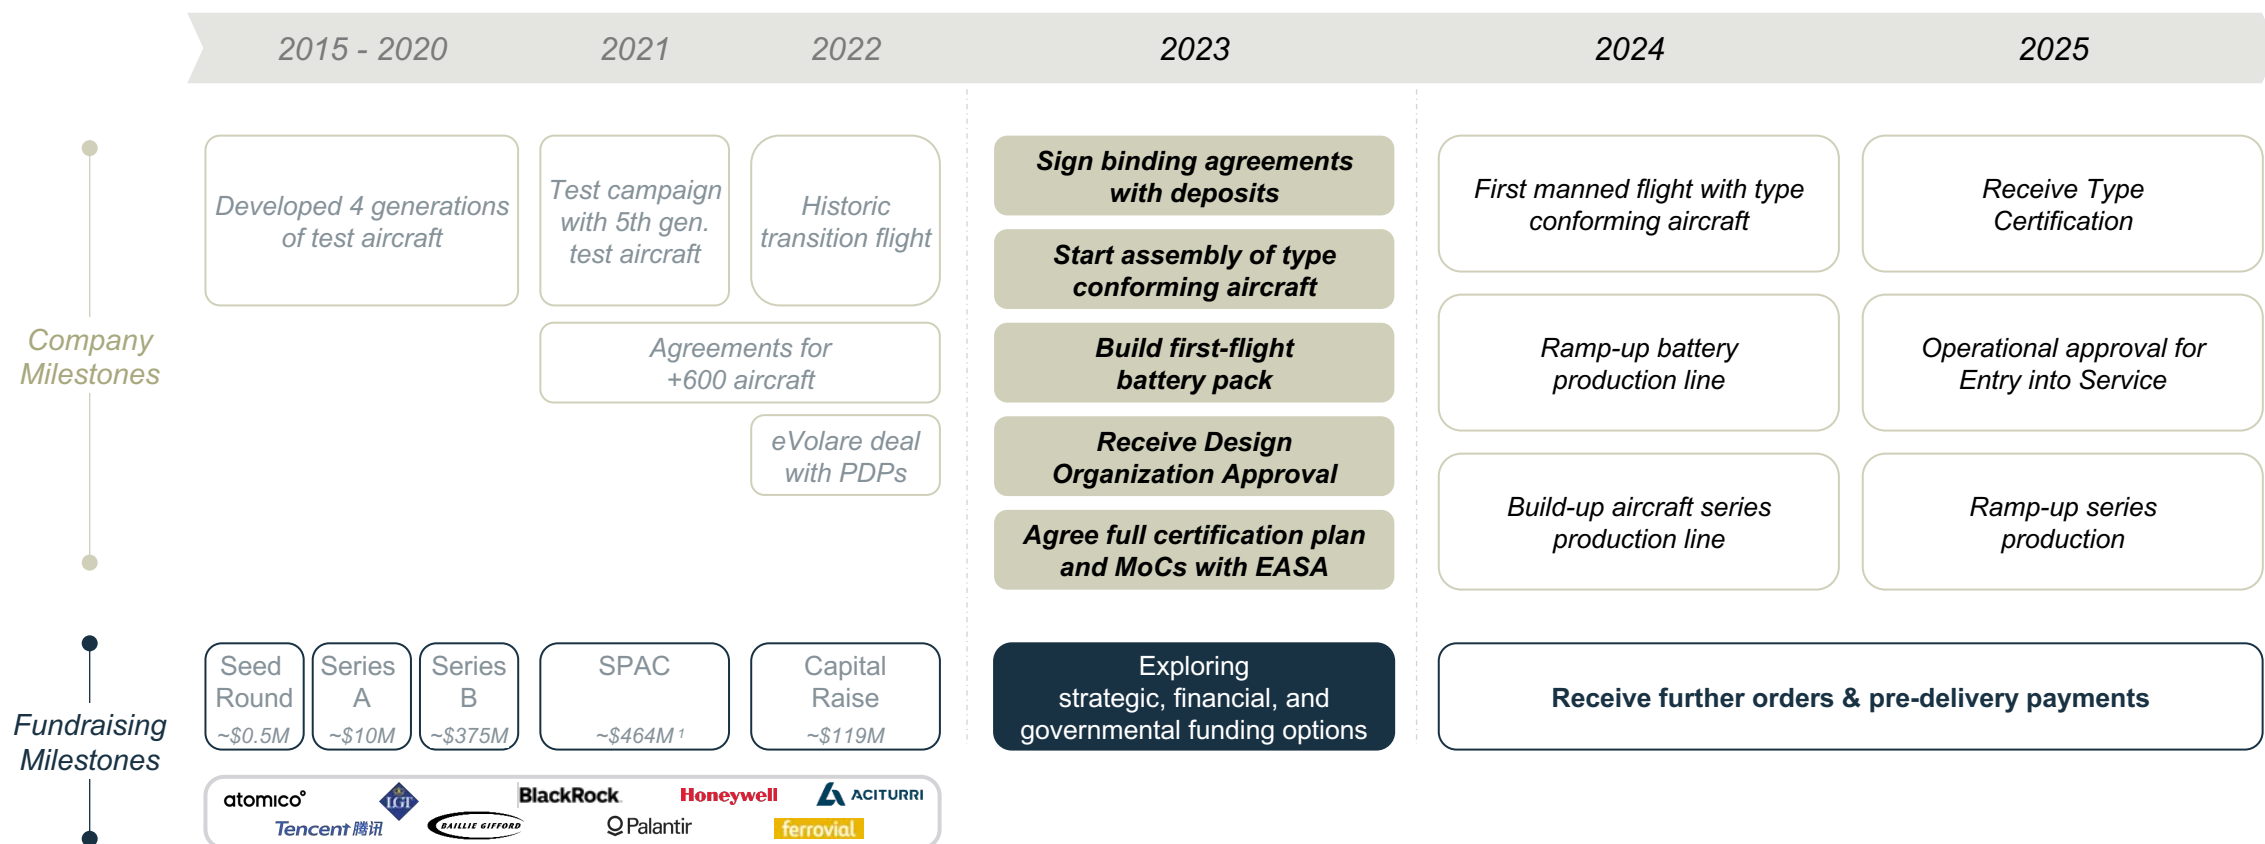 2015 - 2020
2021
2022
2023
2024
2025
Company
Milestones
Developed 4 generations
of test aircraft
Test campaign
with 5th gen.
test aircraft
Historic
transition flight
Agreements for
+600 aircraft
eVolare deal
with PDPs
Sign binding agreements
with deposits
Start assembly of type
conforming aircraft
Build first-flight
battery pack
Receive Design
Organization Approval
Agree full certification plan
and MoCs with EASA
First manned flight with type
conforming aircraft
Ramp-up battery
production line
Build-up aircraft series
production line
Receive Type
Certification
Operational approval for
Entry into Service
Ramp-up series
production
Fundraising
Milestones
Seed
Round
~$0.5M
Series
A
~$10M
Series
B
~$375M
SPAC
~$464M ¹
Capital
Raise
~$119M
Exploring
strategic, financial, and
governmental funding options
Receive further orders & pre-delivery payments
atomico°
LGT
BlackRock
Honeywell
ACITURRI
Tencent 腾讯
BAILLIE GIFFORD
Palantir
ferrovial